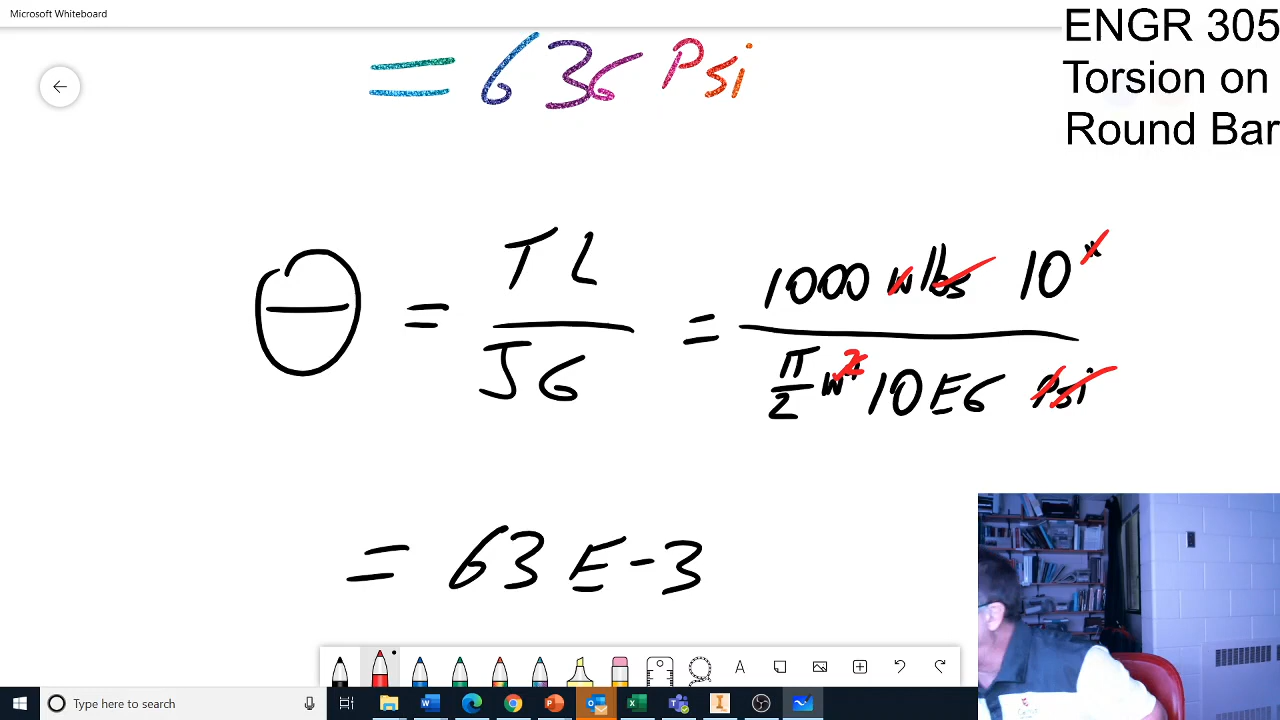 Microsoft Whiteboard
ENGR 305
Torsion on
Round Bar
= 636 Psi
θ = TL / JG = 1000 in lbs 10" / π/2 in⁴ 10E6 Psi
= 63 E-3
A
Type here to search